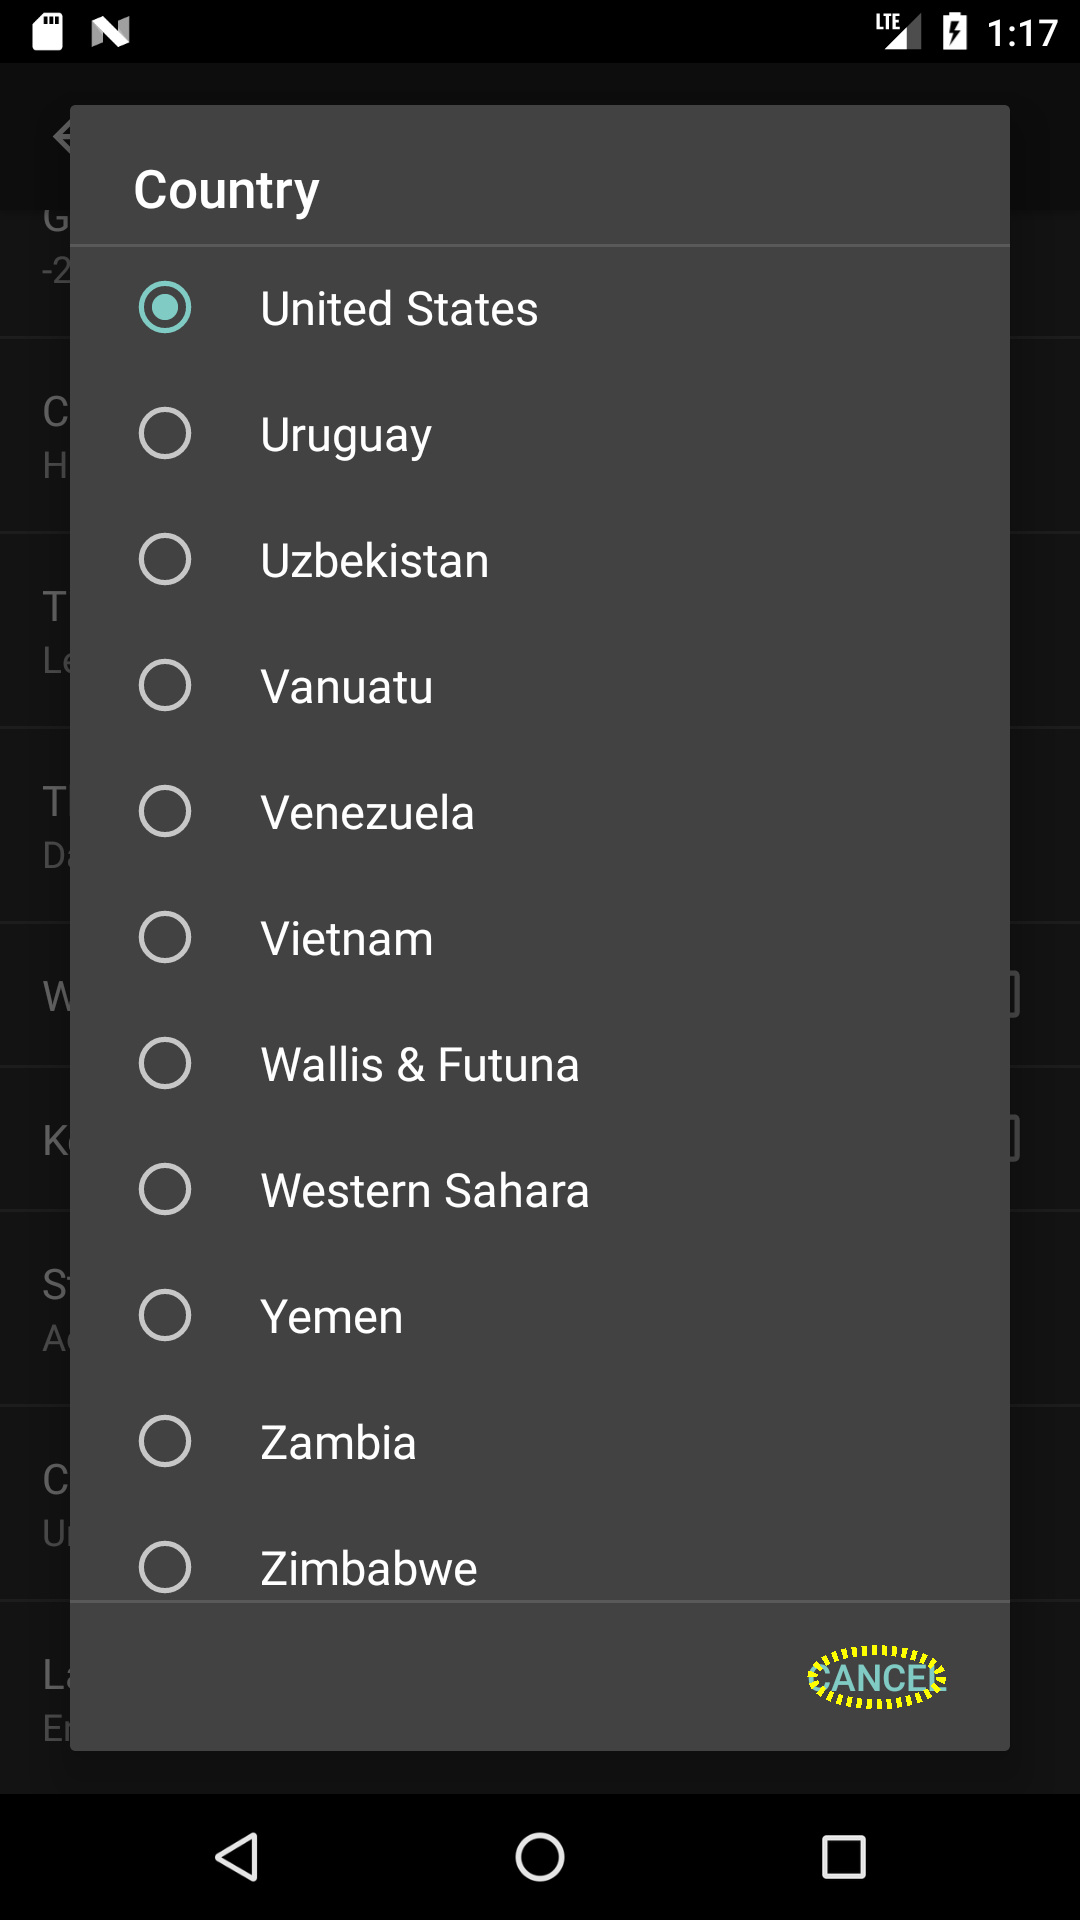 LTE 1:17
Country
-2
United States
Uruguay
Uzbekistan
Vanuatu
Venezuela
Vietnam
Wallis & Futuna
Western Sahara
Yemen
Zambia
Zimbabwe
CANCEL